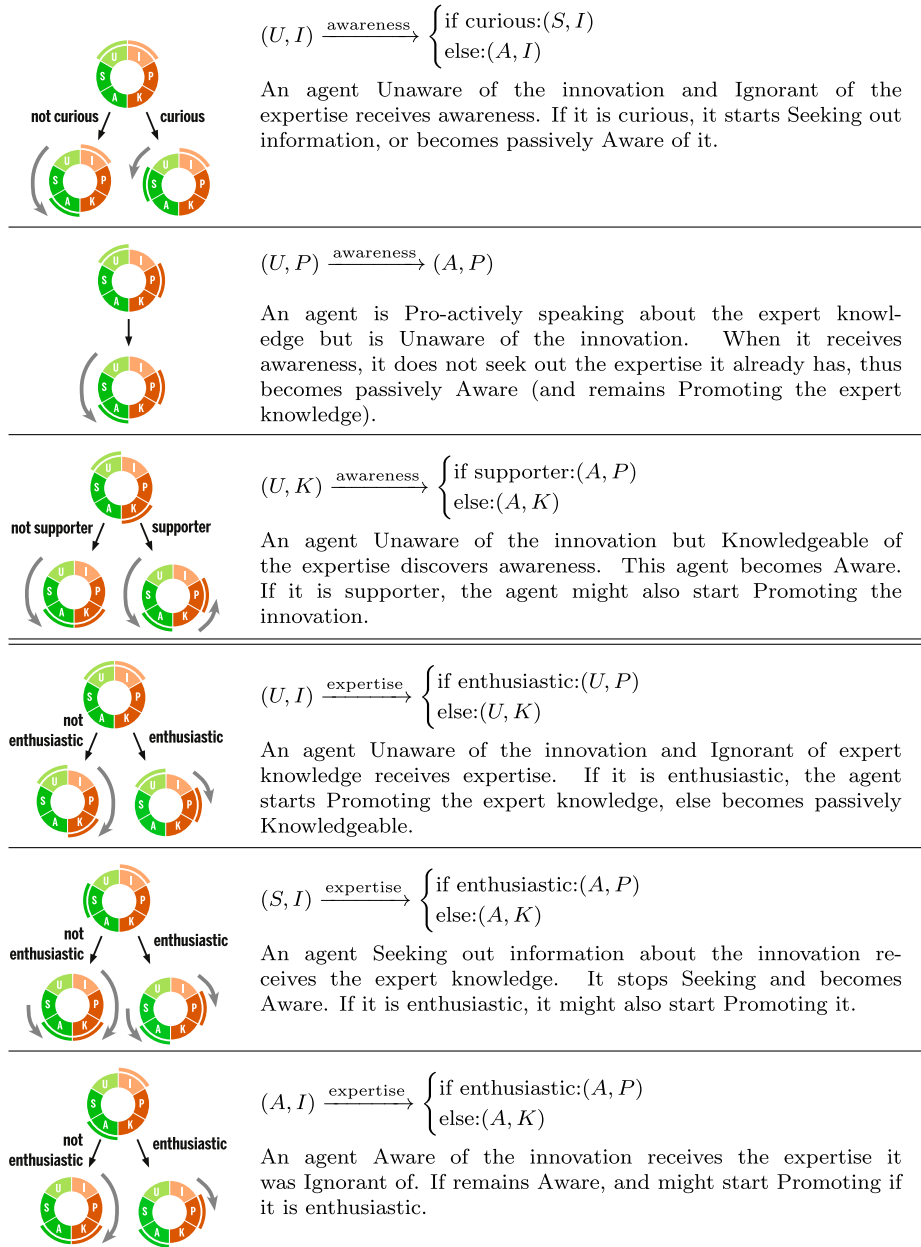 (U, I) awareness → { if curious:(S, I)
else:(A, I)
U I S P A K
not curious curious
U I S P A K
U I S P A K
An agent Unaware of the innovation and Ignorant of the
expertise receives awareness. If it is curious, it starts Seeking out
information, or becomes passively Aware of it.
(U, P) awareness → (A, P)
U I S P A K
U I S P A K
An agent is Pro-actively speaking about the expert knowl-
edge but is Unaware of the innovation. When it receives
awareness, it does not seek out the expertise it already has, thus
becomes passively Aware (and remains Promoting the expert
knowledge).
(U, K) awareness → { if supporter:(A, P)
else:(A, K)
U I S P A K
not supporter supporter
U I S P A K
U I S P A K
An agent Unaware of the innovation but Knowledgeable of
the expertise discovers awareness. This agent becomes Aware.
If it is supporter, the agent might also start Promoting the
innovation.
(U, I) expertise → { if enthusiastic:(U, P)
else:(U, K)
U I S P A K
not
enthusiastic enthusiastic
U I S P A K
U I S P A K
An agent Unaware of the innovation and Ignorant of expert
knowledge receives expertise. If it is enthusiastic, the agent
starts Promoting the expert knowledge, else becomes passively
Knowledgeable.
(S, I) expertise → { if enthusiastic:(A, P)
else:(A, K)
U I S P A K
not
enthusiastic enthusiastic
U I S P A K
U I S P A K
An agent Seeking out information about the innovation re-
ceives the expert knowledge. It stops Seeking and becomes
Aware. If it is enthusiastic, it might also start Promoting it.
(A, I) expertise → { if enthusiastic:(A, P)
else:(A, K)
U I S P A K
not
enthusiastic enthusiastic
U I S P A K
U I S P A K
An agent Aware of the innovation receives the expertise it
was Ignorant of. If remains Aware, and might start Promoting if
it is enthusiastic.